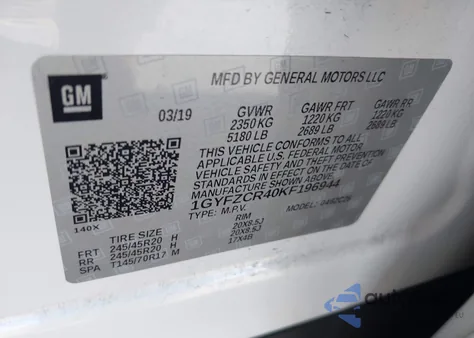 GM
MFD BY GENERAL MOTORS LLC
03/19
GVWR GAWR FRT GAWR RR
2350 KG 1220 KG 1220 KG
5180 LB 2689 LB 2689 LB
THIS VEHICLE CONFORMS TO ALL
APPLICABLE U.S. FEDERAL MOTOR
VEHICLE SAFETY AND THEFT PREVENTION
STANDARDS IN EFFECT ON THE DATE OF
MANUFACTURE SHOWN ABOVE.
1GYFZCR40KF196944
TYPE: M.P.V. MODEL:
140X
TIRE SIZE RIM
FRT 245/45R20 H 20X8.5J
RR 245/45R20 H 20X8.5J
SPA T145/70R17 M 17X4B